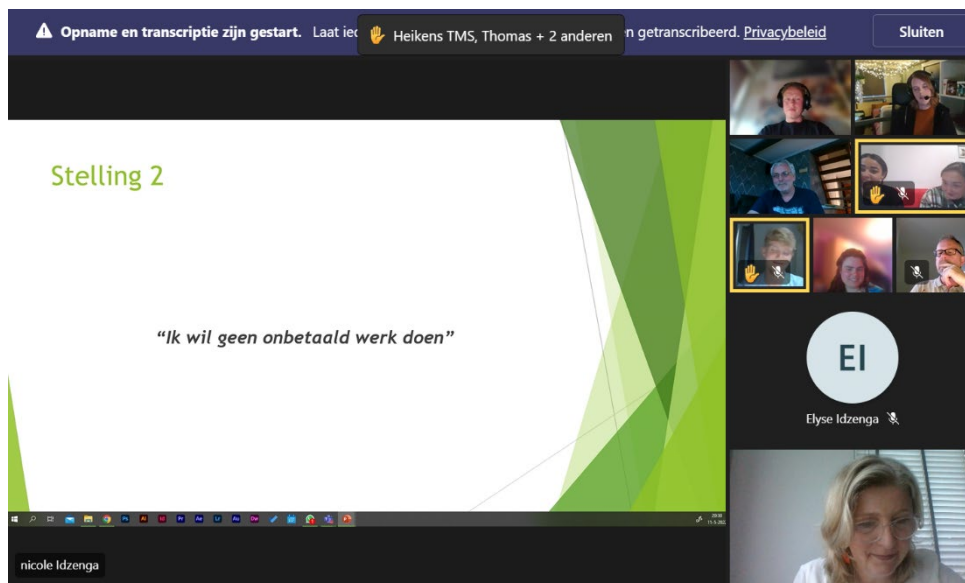 Opname en transcriptie zijn gestart. Laat iec
Heikens TMS, Thomas + 2 anderen
n getranscribeerd. Privacybeleid
Sluiten
Stelling 2
“Ik wil geen onbetaald werk doen”
EI
Elyse Idzenga
nicole Idzenga